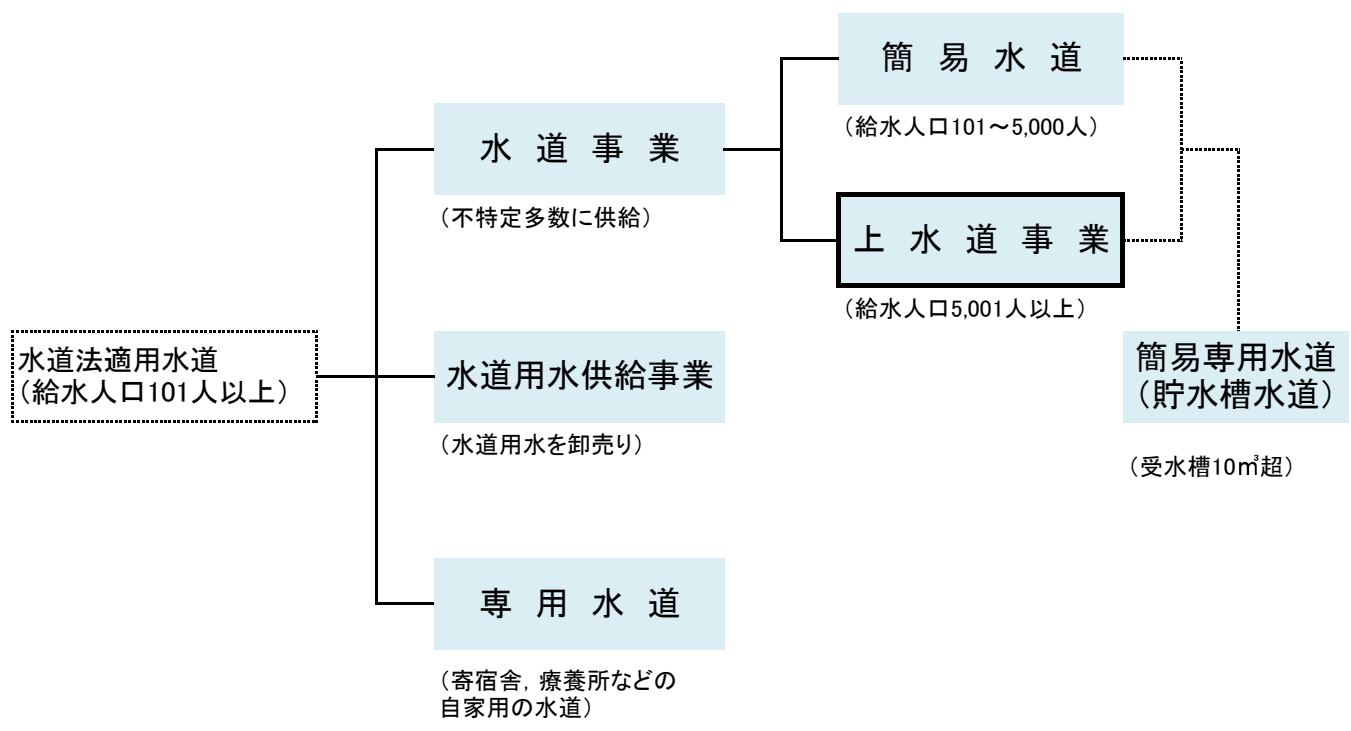 簡易水道
（給水人口101～5,000人）
水道事業
（不特定多数に供給）
上水道事業
（給水人口5,001人以上）
水道法適用水道
（給水人口101人以上）
水道用水供給事業
（水道用水を卸売り）
簡易専用水道
（貯水槽水道）
（受水槽10㎥超）
専用水道
（寄宿舎，療養所などの
自家用の水道）